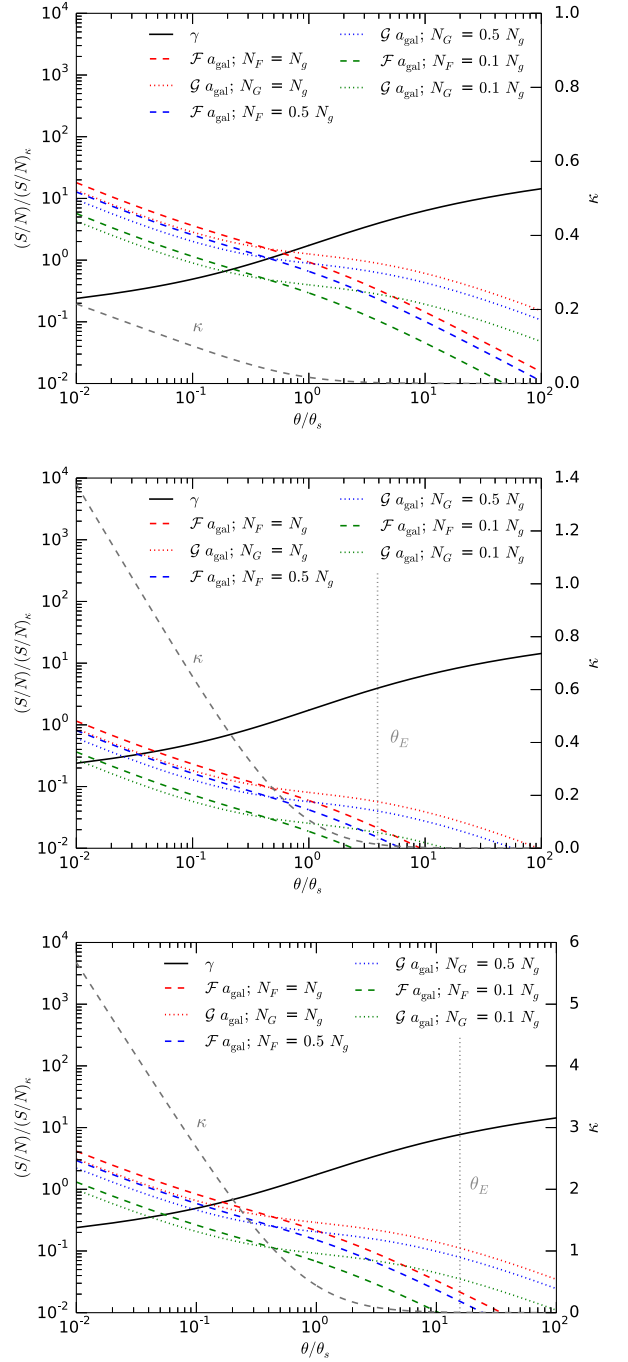 γ
ℱ a_gal; N_F = N_g
𝒢 a_gal; N_G = N_g
ℱ a_gal; N_F = 0.5 N_g
𝒢 a_gal; N_G = 0.5 N_g
ℱ a_gal; N_F = 0.1 N_g
𝒢 a_gal; N_G = 0.1 N_g
10^4
10^3
10^2
10^1
10^0
10^-1
10^-2
(S/N)/(S/N)_κ
1.0
0.8
0.6
0.4
0.2
0.0
κ
κ
10^-2 10^-1 10^0 10^1 10^2
θ/θ_s
γ
ℱ a_gal; N_F = N_g
𝒢 a_gal; N_G = N_g
ℱ a_gal; N_F = 0.5 N_g
𝒢 a_gal; N_G = 0.5 N_g
ℱ a_gal; N_F = 0.1 N_g
𝒢 a_gal; N_G = 0.1 N_g
10^4
10^3
10^2
10^1
10^0
10^-1
10^-2
(S/N)/(S/N)_κ
1.4
1.2
1.0
0.8
0.6
0.4
0.2
0.0
κ
κ
θ_E
10^-2 10^-1 10^0 10^1 10^2
θ/θ_s
γ
ℱ a_gal; N_F = N_g
𝒢 a_gal; N_G = N_g
ℱ a_gal; N_F = 0.5 N_g
𝒢 a_gal; N_G = 0.5 N_g
ℱ a_gal; N_F = 0.1 N_g
𝒢 a_gal; N_G = 0.1 N_g
10^4
10^3
10^2
10^1
10^0
10^-1
10^-2
(S/N)/(S/N)_κ
6
5
4
3
2
1
0
κ
κ
θ_E
10^-2 10^-1 10^0 10^1 10^2
θ/θ_s